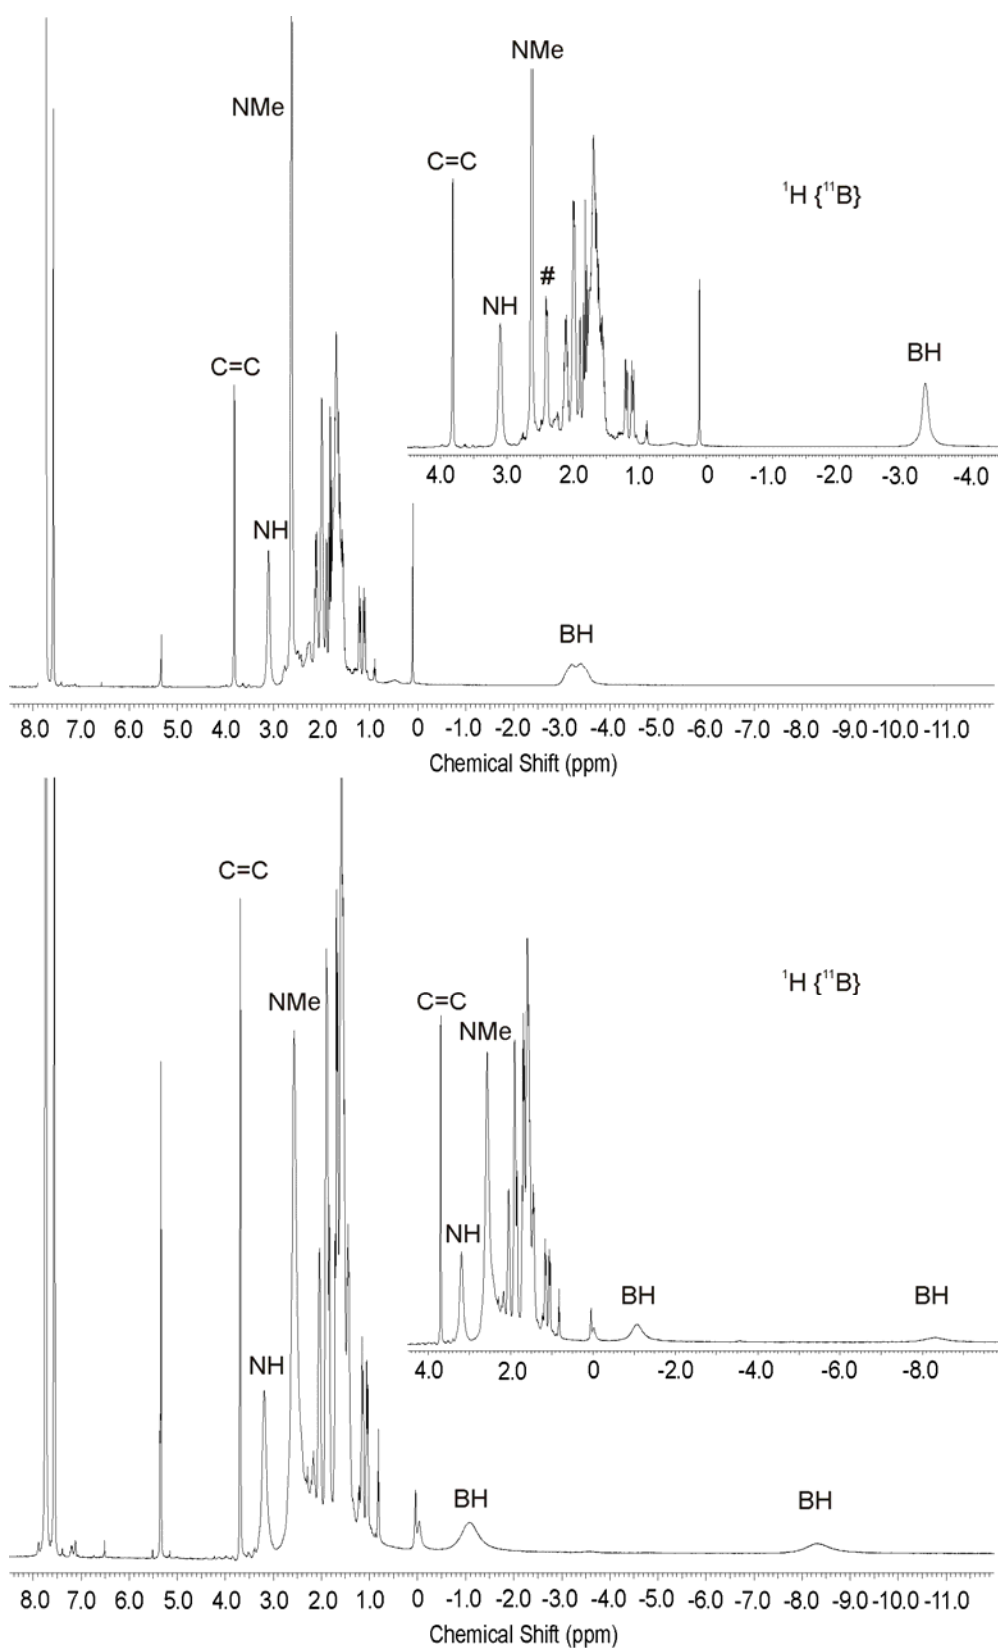 NMe
NMe
C=C
¹H {¹¹B}
#
NH
BH
C=C
4.0 3.0 2.0 1.0 0 -1.0 -2.0 -3.0 -4.0
NH
BH
8.0 7.0 6.0 5.0 4.0 3.0 2.0 1.0 0 -1.0 -2.0 -3.0 -4.0 -5.0 -6.0 -7.0 -8.0 -9.0 -10.0 -11.0
Chemical Shift (ppm)
C=C
¹H {¹¹B}
NMe
C=C
NMe
NH
BH
BH
4.0 2.0 0 -2.0 -4.0 -6.0 -8.0
NH
BH
BH
8.0 7.0 6.0 5.0 4.0 3.0 2.0 1.0 0 -1.0 -2.0 -3.0 -4.0 -5.0 -6.0 -7.0 -8.0 -9.0 -10.0 -11.0
Chemical Shift (ppm)